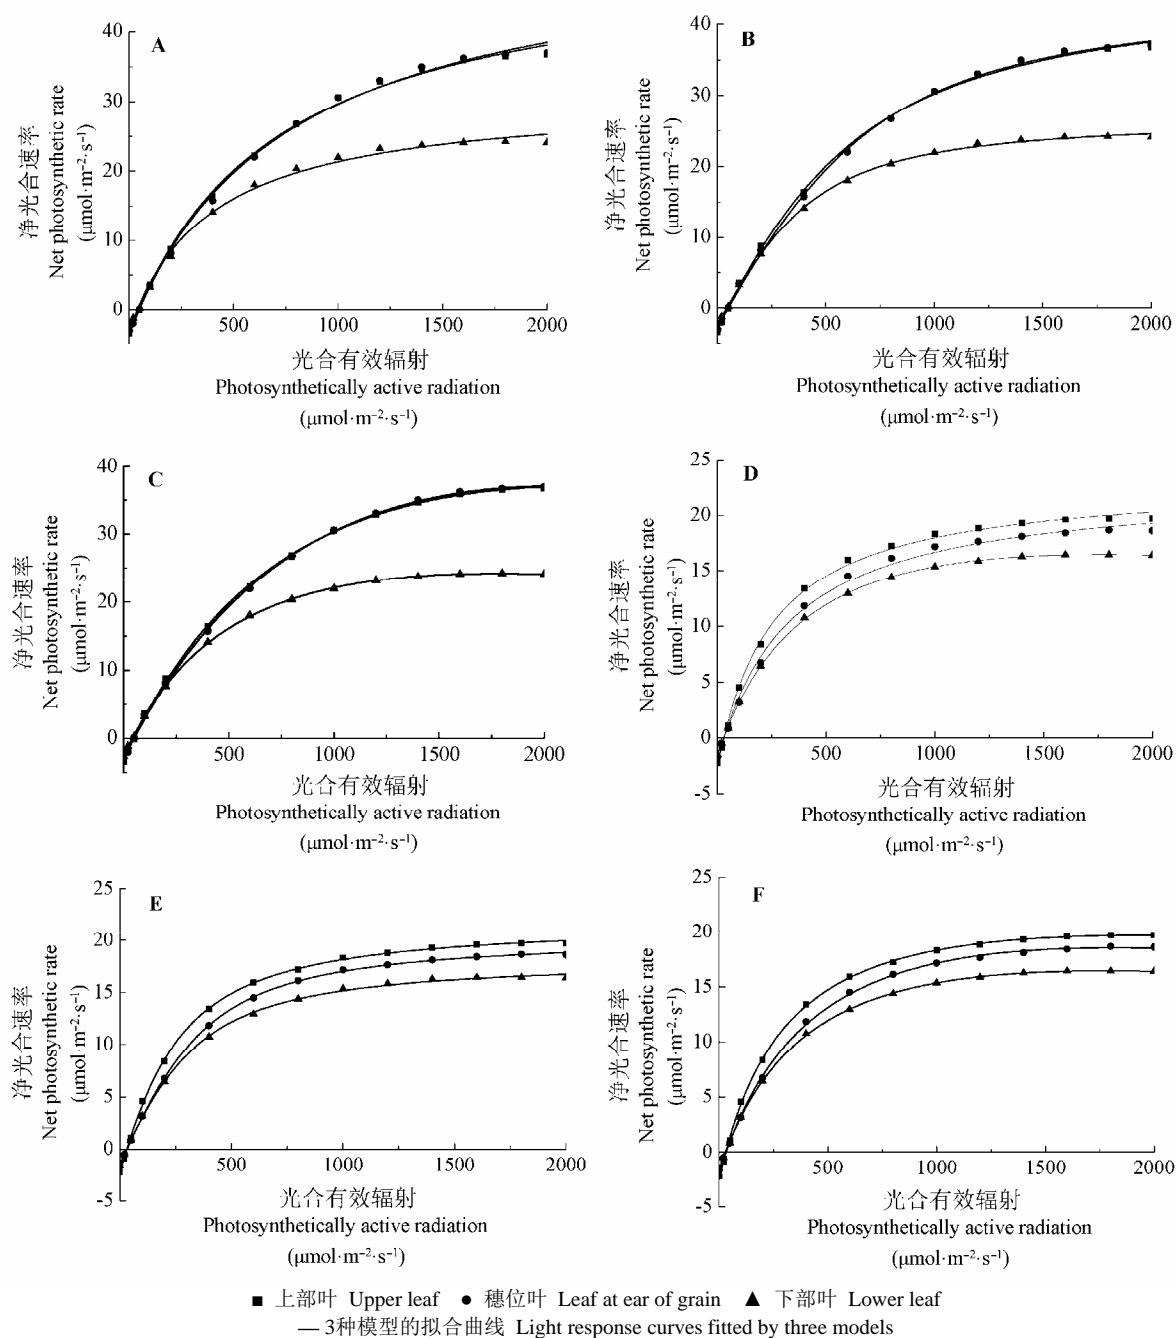 A
40
30
20
10
0
500
1000
1500
2000
净光合速率
Net photosynthetic rate
(μmol·m⁻²·s⁻¹)
光合有效辐射
Photosynthetically active radiation
(μmol·m⁻²·s⁻¹)
B
40
30
20
10
0
500
1000
1500
2000
净光合速率
Net photosynthetic rate
(μmol·m⁻²·s⁻¹)
光合有效辐射
Photosynthetically active radiation
(μmol·m⁻²·s⁻¹)
C
40
30
20
10
0
500
1000
1500
2000
净光合速率
Net photosynthetic rate
(μmol·m⁻²·s⁻¹)
光合有效辐射
Photosynthetically active radiation
(μmol·m⁻²·s⁻¹)
D
25
20
15
10
5
0
-5
500
1000
1500
2000
净光合速率
Net photosynthetic rate
(μmol·m⁻²·s⁻¹)
光合有效辐射
Photosynthetically active radiation
(μmol·m⁻²·s⁻¹)
E
25
20
15
10
5
0
-5
500
1000
1500
2000
净光合速率
Net photosynthetic rate
(μmol·m⁻²·s⁻¹)
光合有效辐射
Photosynthetically active radiation
(μmol·m⁻²·s⁻¹)
F
25
20
15
10
5
0
-5
500
1000
1500
2000
净光合速率
Net photosynthetic rate
(μmol·m⁻²·s⁻¹)
光合有效辐射
Photosynthetically active radiation
(μmol·m⁻²·s⁻¹)
■ 上部叶 Upper leaf ● 穗位叶 Leaf at ear of grain ▲ 下部叶 Lower leaf
— 3种模型的拟合曲线 Light response curves fitted by three models